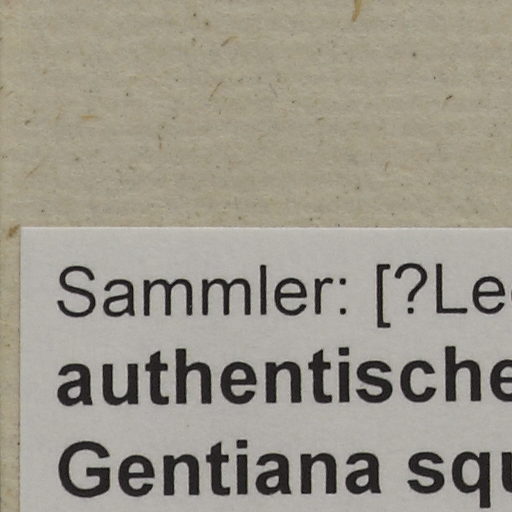 Sammler: [?Le
authentische
Gentiana squ